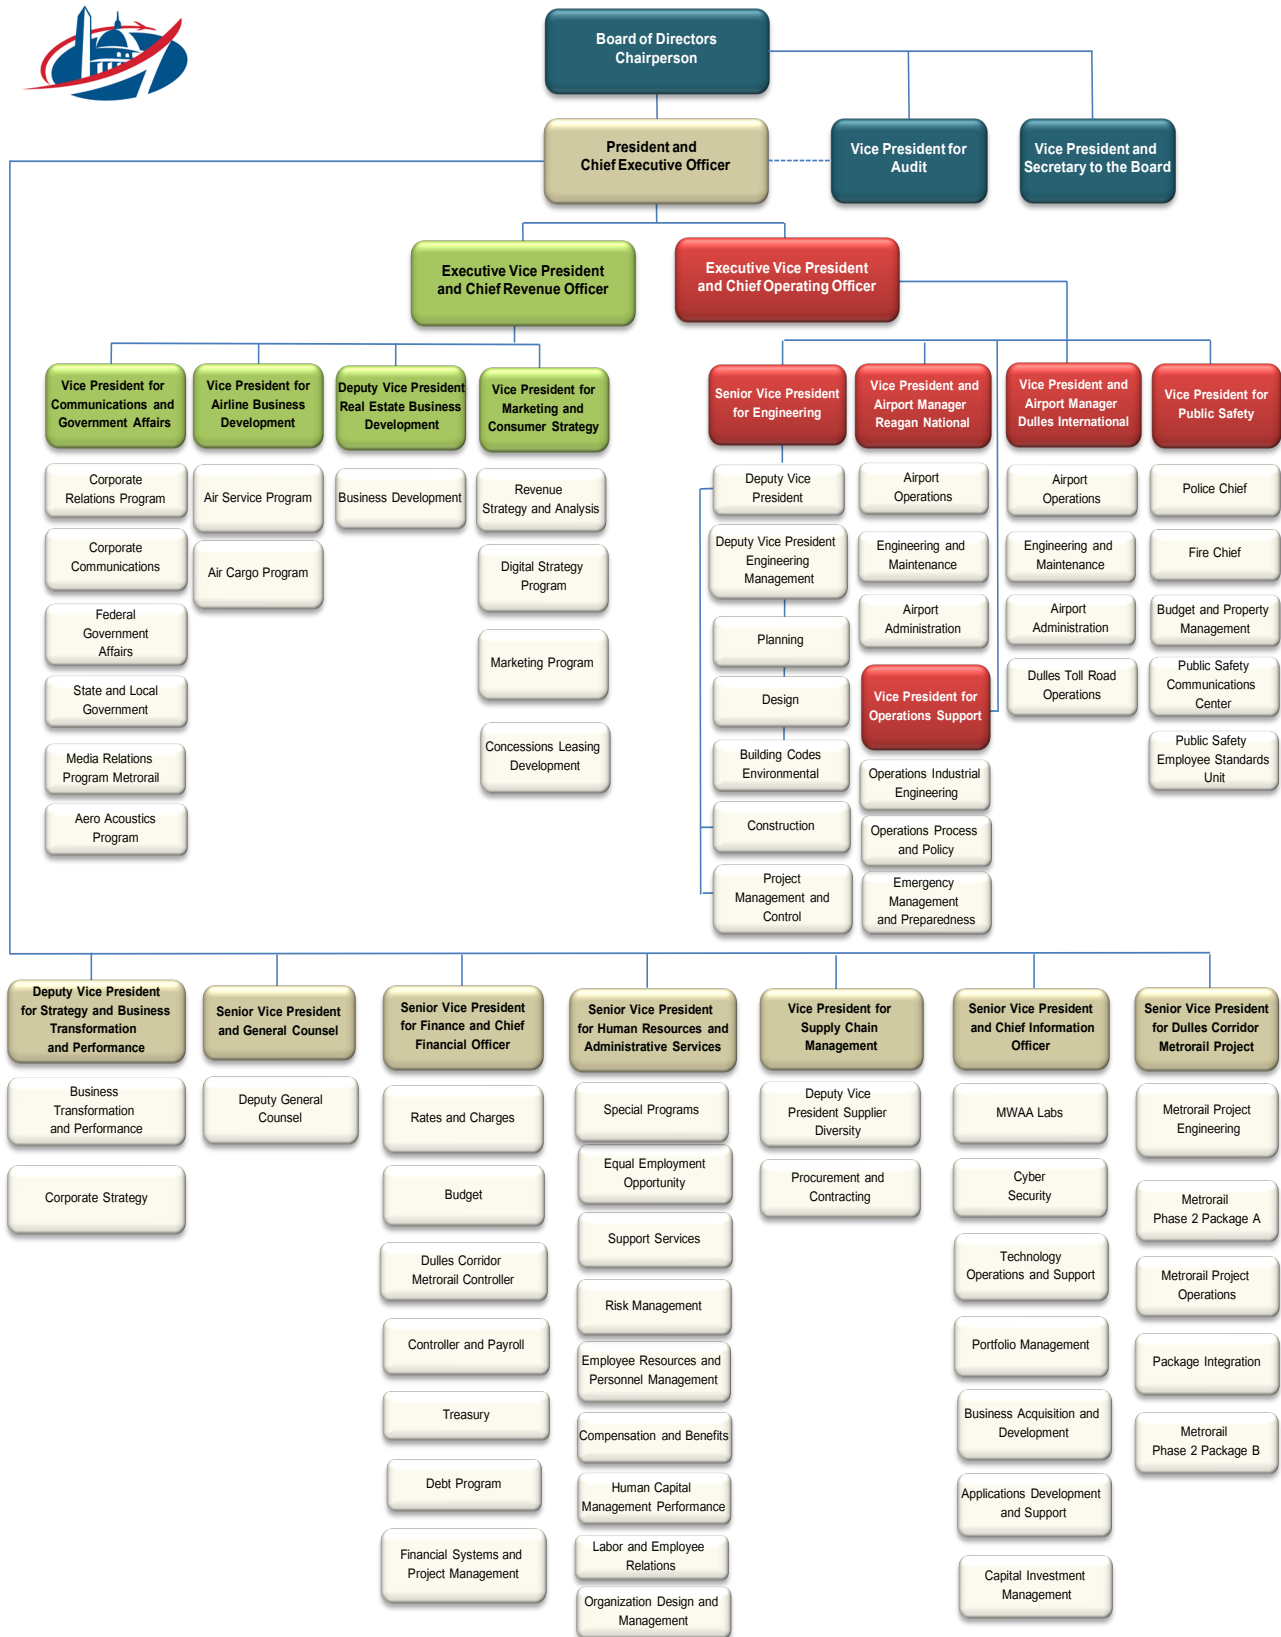 Board of Directors
Chairperson
President and
Chief Executive Officer
Vice President for
Audit
Vice President and
Secretary to the Board
Executive Vice President
and Chief Revenue Officer
Executive Vice President
and Chief Operating Officer
Vice President for
Communications and
Government Affairs
Corporate
Relations Program
Corporate
Communications
Federal
Government
Affairs
State and Local
Government
Media Relations
Program Metrorail
Aero Acoustics
Program
Vice President for
Airline Business
Development
Air Service Program
Air Cargo Program
Deputy Vice President
Real Estate Business
Development
Business Development
Vice President for
Marketing and
Consumer Strategy
Revenue
Strategy and Analysis
Digital Strategy
Program
Marketing Program
Concessions Leasing
Development
Senior Vice President
for Engineering
Deputy Vice
President
Deputy Vice President
Engineering
Management
Planning
Design
Building Codes
Environmental
Construction
Project
Management and
Control
Vice President and
Airport Manager
Reagan National
Airport
Operations
Engineering and
Maintenance
Airport
Administration
Vice President for
Operations Support
Operations Industrial
Engineering
Operations Process
and Policy
Emergency
Management
and Preparedness
Vice President and
Airport Manager
Dulles International
Airport
Operations
Engineering and
Maintenance
Airport
Administration
Dulles Toll Road
Operations
Vice President for
Public Safety
Police Chief
Fire Chief
Budget and Property
Management
Public Safety
Communications
Center
Public Safety
Employee Standards
Unit
Deputy Vice President
for Strategy and Business
Transformation
and Performance
Business
Transformation
and Performance
Corporate Strategy
Senior Vice President
and General Counsel
Deputy General
Counsel
Senior Vice President
for Finance and Chief
Financial Officer
Rates and Charges
Budget
Dulles Corridor
Metrorail Controller
Controller and Payroll
Treasury
Debt Program
Financial Systems and
Project Management
Senior Vice President
for Human Resources and
Administrative Services
Special Programs
Equal Employment
Opportunity
Support Services
Risk Management
Employee Resources and
Personnel Management
Compensation and Benefits
Human Capital
Management Performance
Labor and Employee
Relations
Organization Design and
Management
Vice President for
Supply Chain
Management
Deputy Vice
President Supplier
Diversity
Procurement and
Contracting
Senior Vice President
and Chief Information
Officer
MWAA Labs
Cyber
Security
Technology
Operations and Support
Portfolio Management
Business Acquisition and
Development
Applications Development
and Support
Capital Investment
Management
Senior Vice President
for Dulles Corridor
Metrorail Project
Metrorail Project
Engineering
Metrorail
Phase 2 Package A
Metrorail Project
Operations
Package Integration
Metrorail
Phase 2 Package B